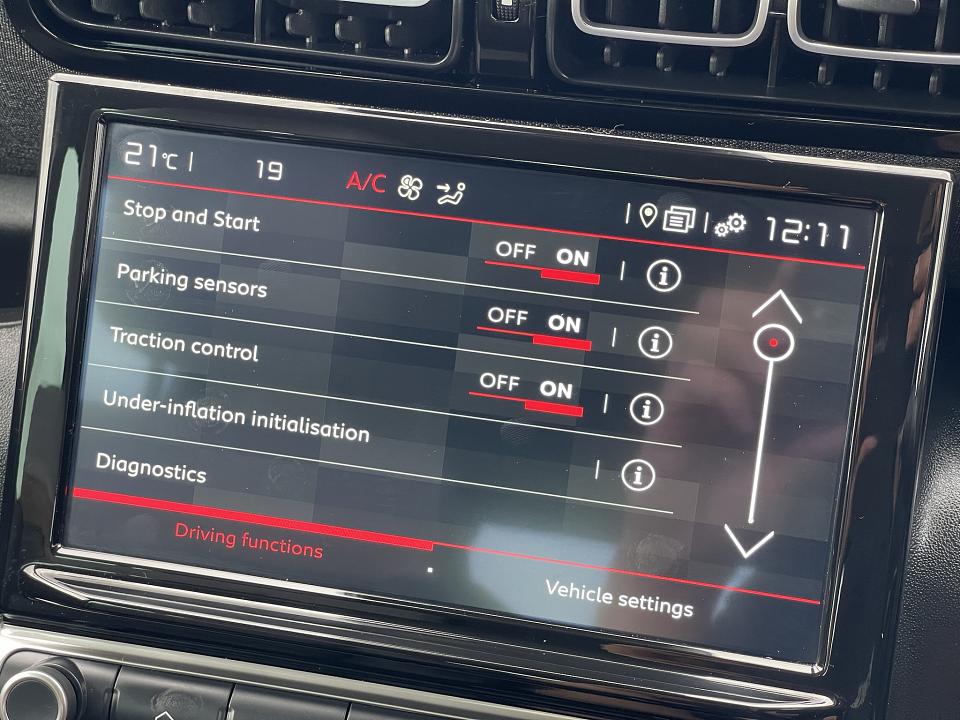 21°C 19 A/C 12:11
Stop and Start OFF ON i
Parking sensors OFF ON i
Traction control OFF ON i
Under-inflation initialisation i
Diagnostics
Driving functions Vehicle settings